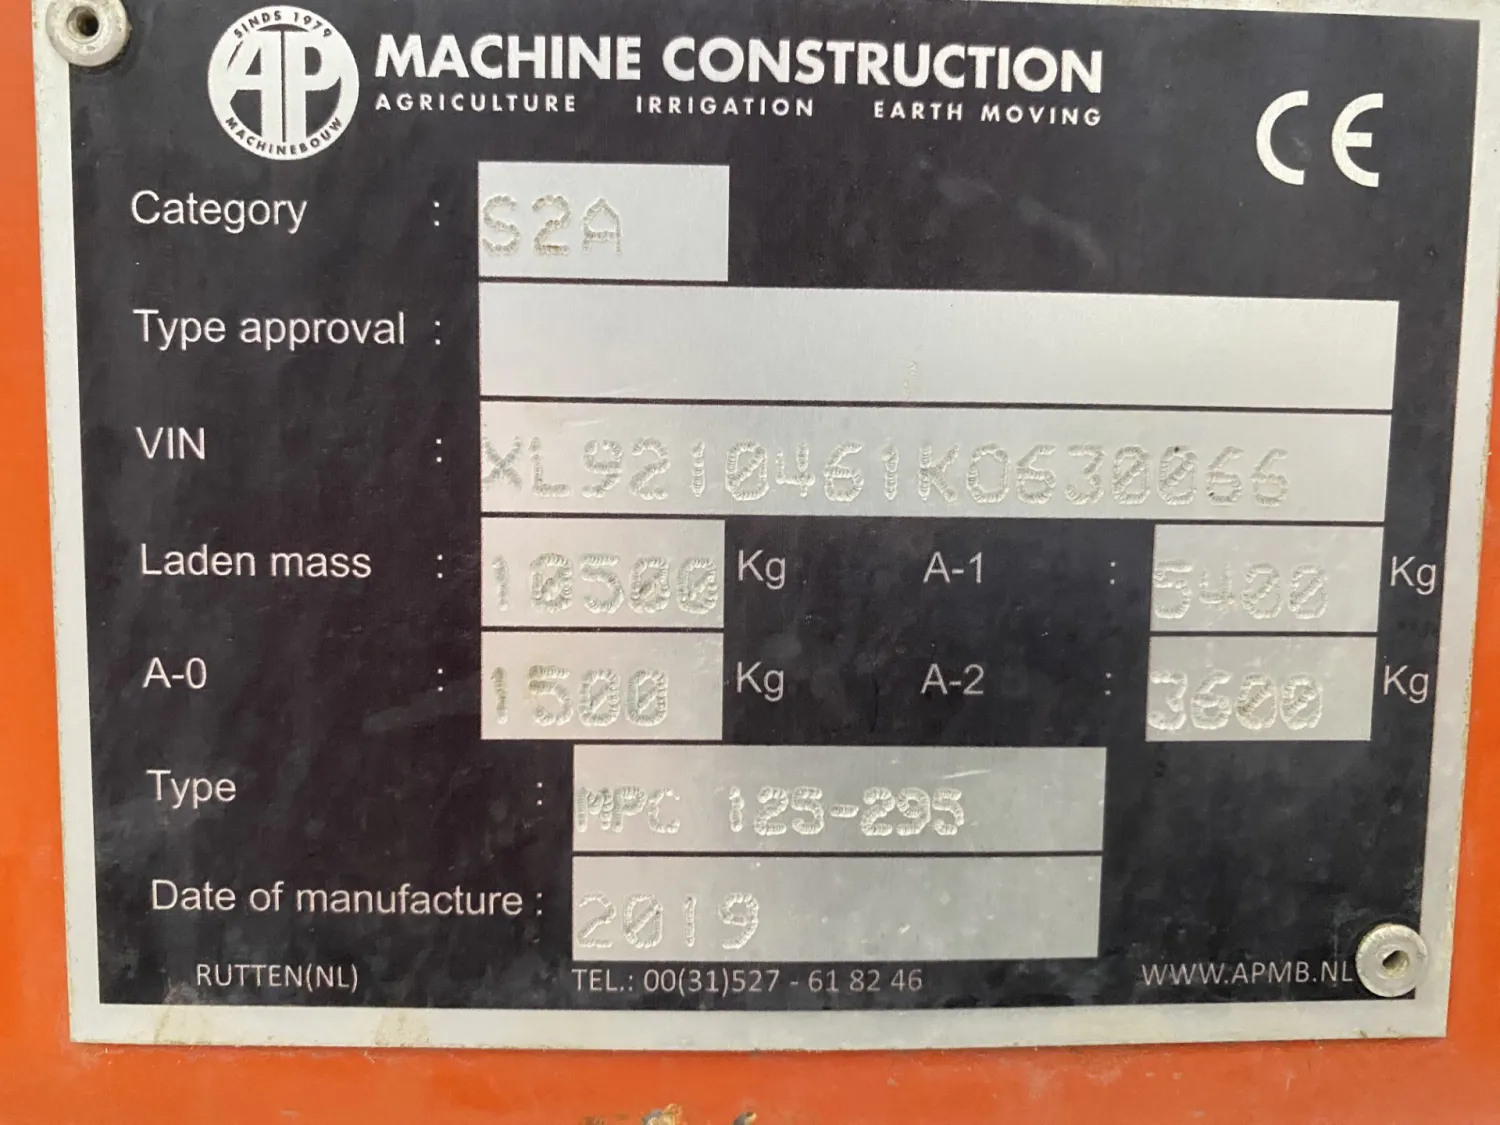 SINDS 1979
AP
MACHINEBOUW
MACHINE CONSTRUCTION
AGRICULTURE IRRIGATION EARTH MOVING
CE
Category : S2A
Type approval :
VIN : XL9210461KO630066
Laden mass : 10500 Kg A-1 : 5400 Kg
A-0 : 1500 Kg A-2 : 3600 Kg
Type : MPC 125-295
Date of manufacture : 2019
RUTTEN(NL) TEL.: 00(31)527 - 61 82 46 WWW.APMB.NL